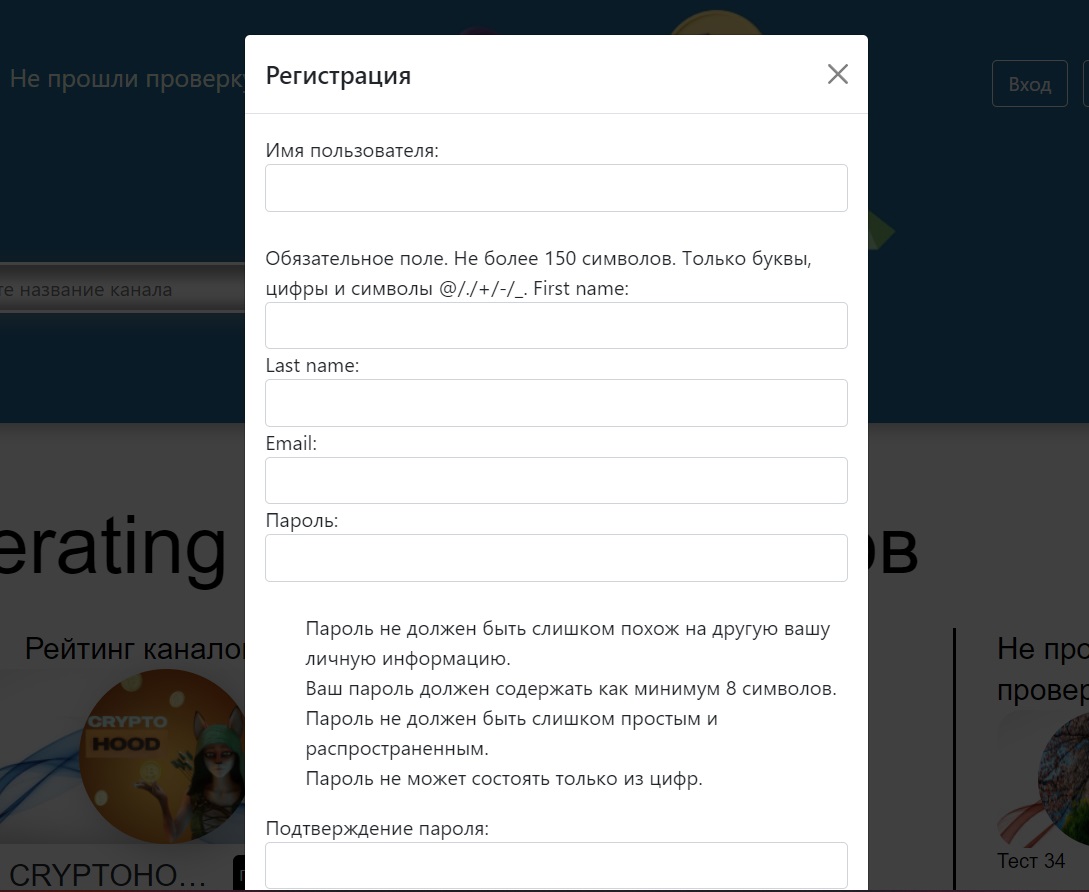 Регистрация
Не прошли проверку
Вход
Имя пользователя:
Обязательное поле. Не более 150 символов. Только буквы,
цифры и символы @/./+/-/_. First name:
те название канала
Last name:
Email:
Пароль:
erating
ов
Пароль не должен быть слишком похож на другую вашу
личную информацию.
Ваш пароль должен содержать как минимум 8 символов.
Пароль не должен быть слишком простым и
распространенным.
Пароль не может состоять только из цифр.
Подтверждение пароля:
Рейтинг каналов
CRYPTO
HOOD
CRYPTOHO...
Не про
провер
Тест 34